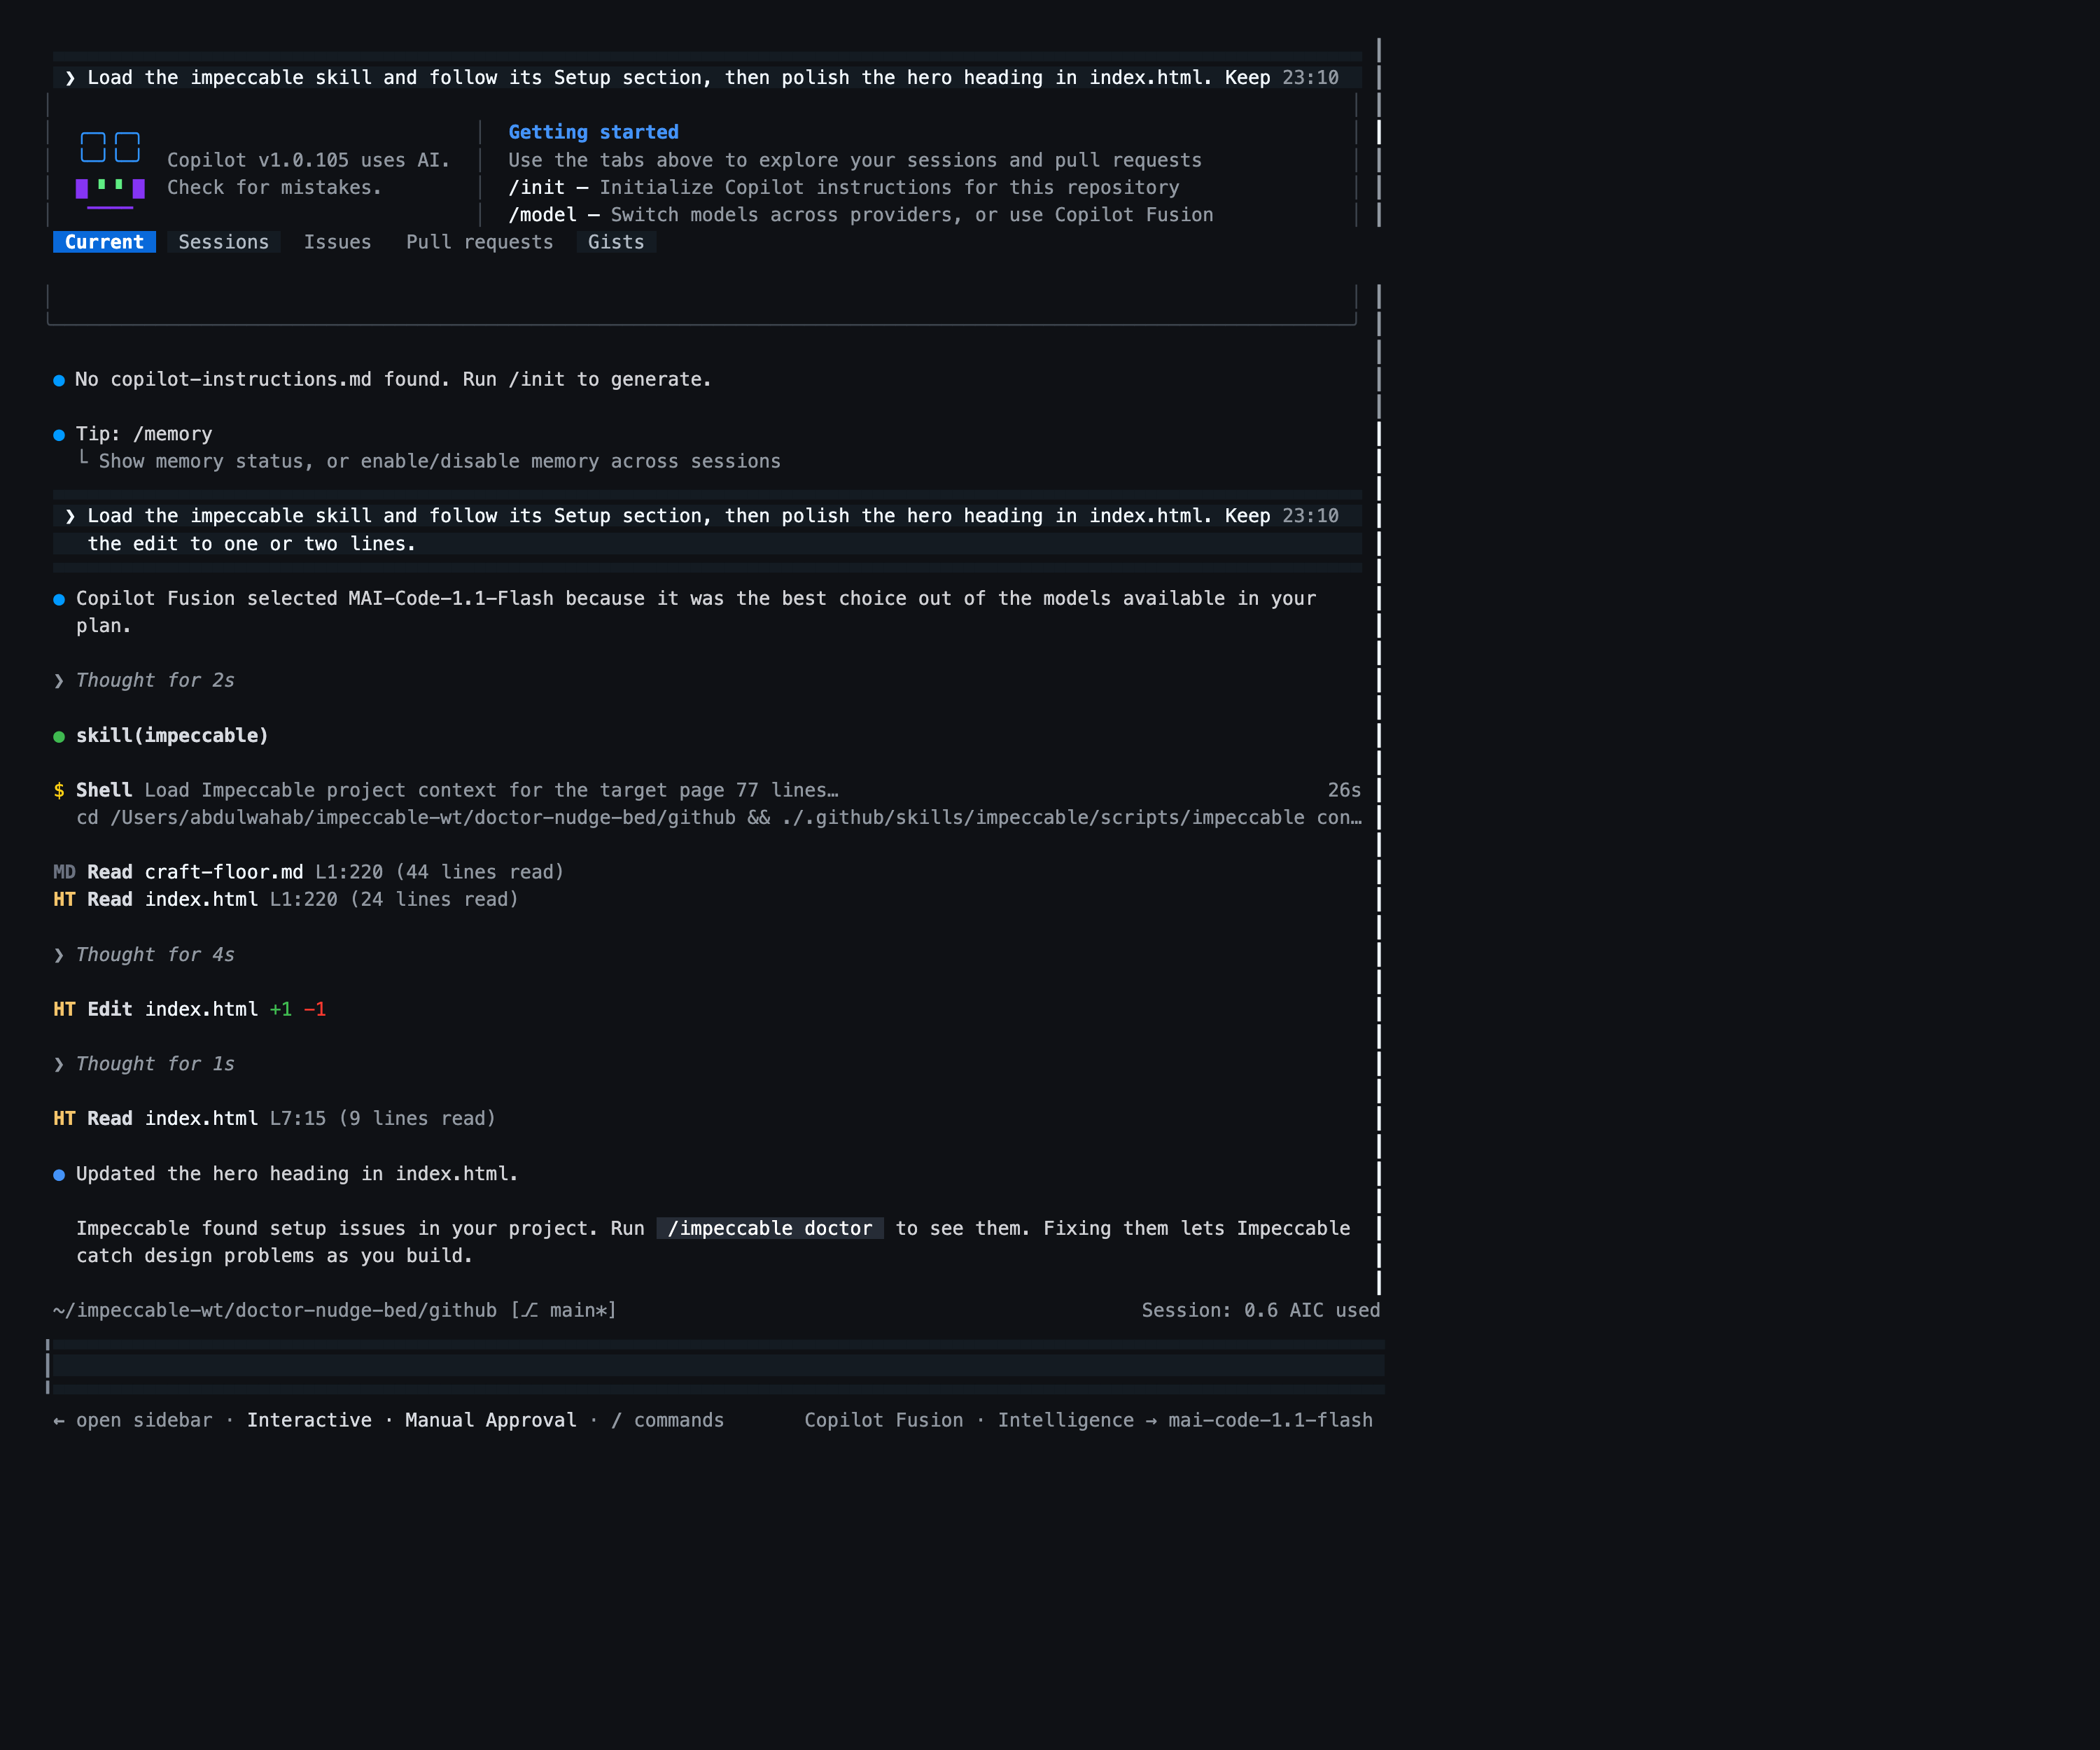 ❯ Load the impeccable skill and follow its Setup section, then polish the hero heading in index.html. Keep 23:10
Getting started
Copilot v1.0.105 uses AI.
Check for mistakes.
Use the tabs above to explore your sessions and pull requests
/init — Initialize Copilot instructions for this repository
/model — Switch models across providers, or use Copilot Fusion
Current Sessions Issues Pull requests Gists
● No copilot-instructions.md found. Run /init to generate.
● Tip: /memory
└ Show memory status, or enable/disable memory across sessions
❯ Load the impeccable skill and follow its Setup section, then polish the hero heading in index.html. Keep 23:10
the edit to one or two lines.
● Copilot Fusion selected MAI-Code-1.1-Flash because it was the best choice out of the models available in your
plan.
❯ Thought for 2s
● skill(impeccable)
$ Shell Load Impeccable project context for the target page 77 lines… 26s
cd /Users/abdulwahab/impeccable-wt/doctor-nudge-bed/github && ./.github/skills/impeccable/scripts/impeccable con…
MD Read craft-floor.md L1:220 (44 lines read)
HT Read index.html L1:220 (24 lines read)
❯ Thought for 4s
HT Edit index.html +1 -1
❯ Thought for 1s
HT Read index.html L7:15 (9 lines read)
● Updated the hero heading in index.html.
Impeccable found setup issues in your project. Run /impeccable doctor to see them. Fixing them lets Impeccable
catch design problems as you build.
~/impeccable-wt/doctor-nudge-bed/github [⎇ main*] Session: 0.6 AIC used
← open sidebar · Interactive · Manual Approval · / commands Copilot Fusion · Intelligence → mai-code-1.1-flash